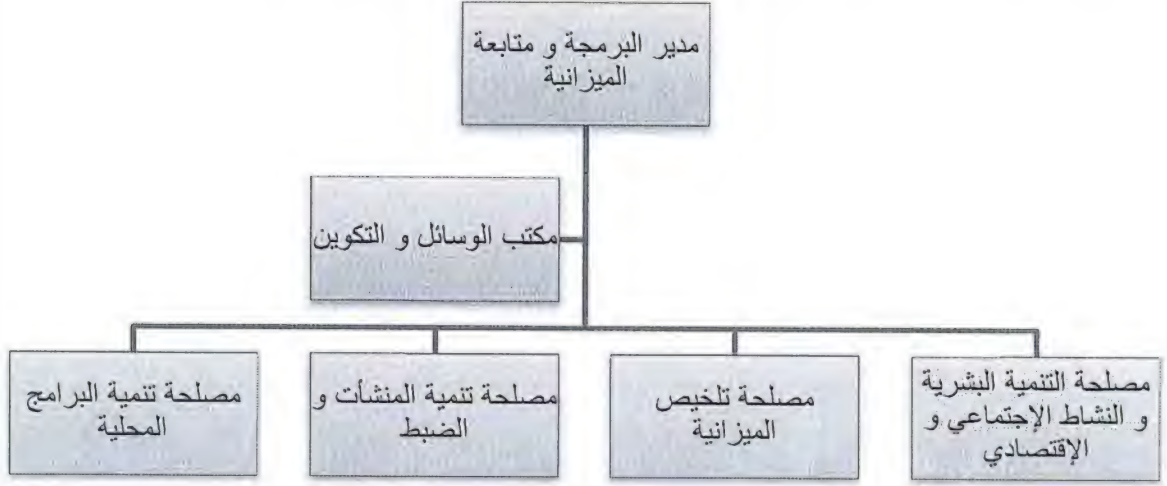 مدير البرمجة و متابعة
الميزانية
مكتب الوسائل و التكوين
مصلحة التنمية البشرية
و النشاط الإجتماعي و
الإقتصادي
مصلحة تلخيص
الميزانية
مصلحة تنمية المنشأت و
الضبط
مصلحة تنمية البرامج
المحلية